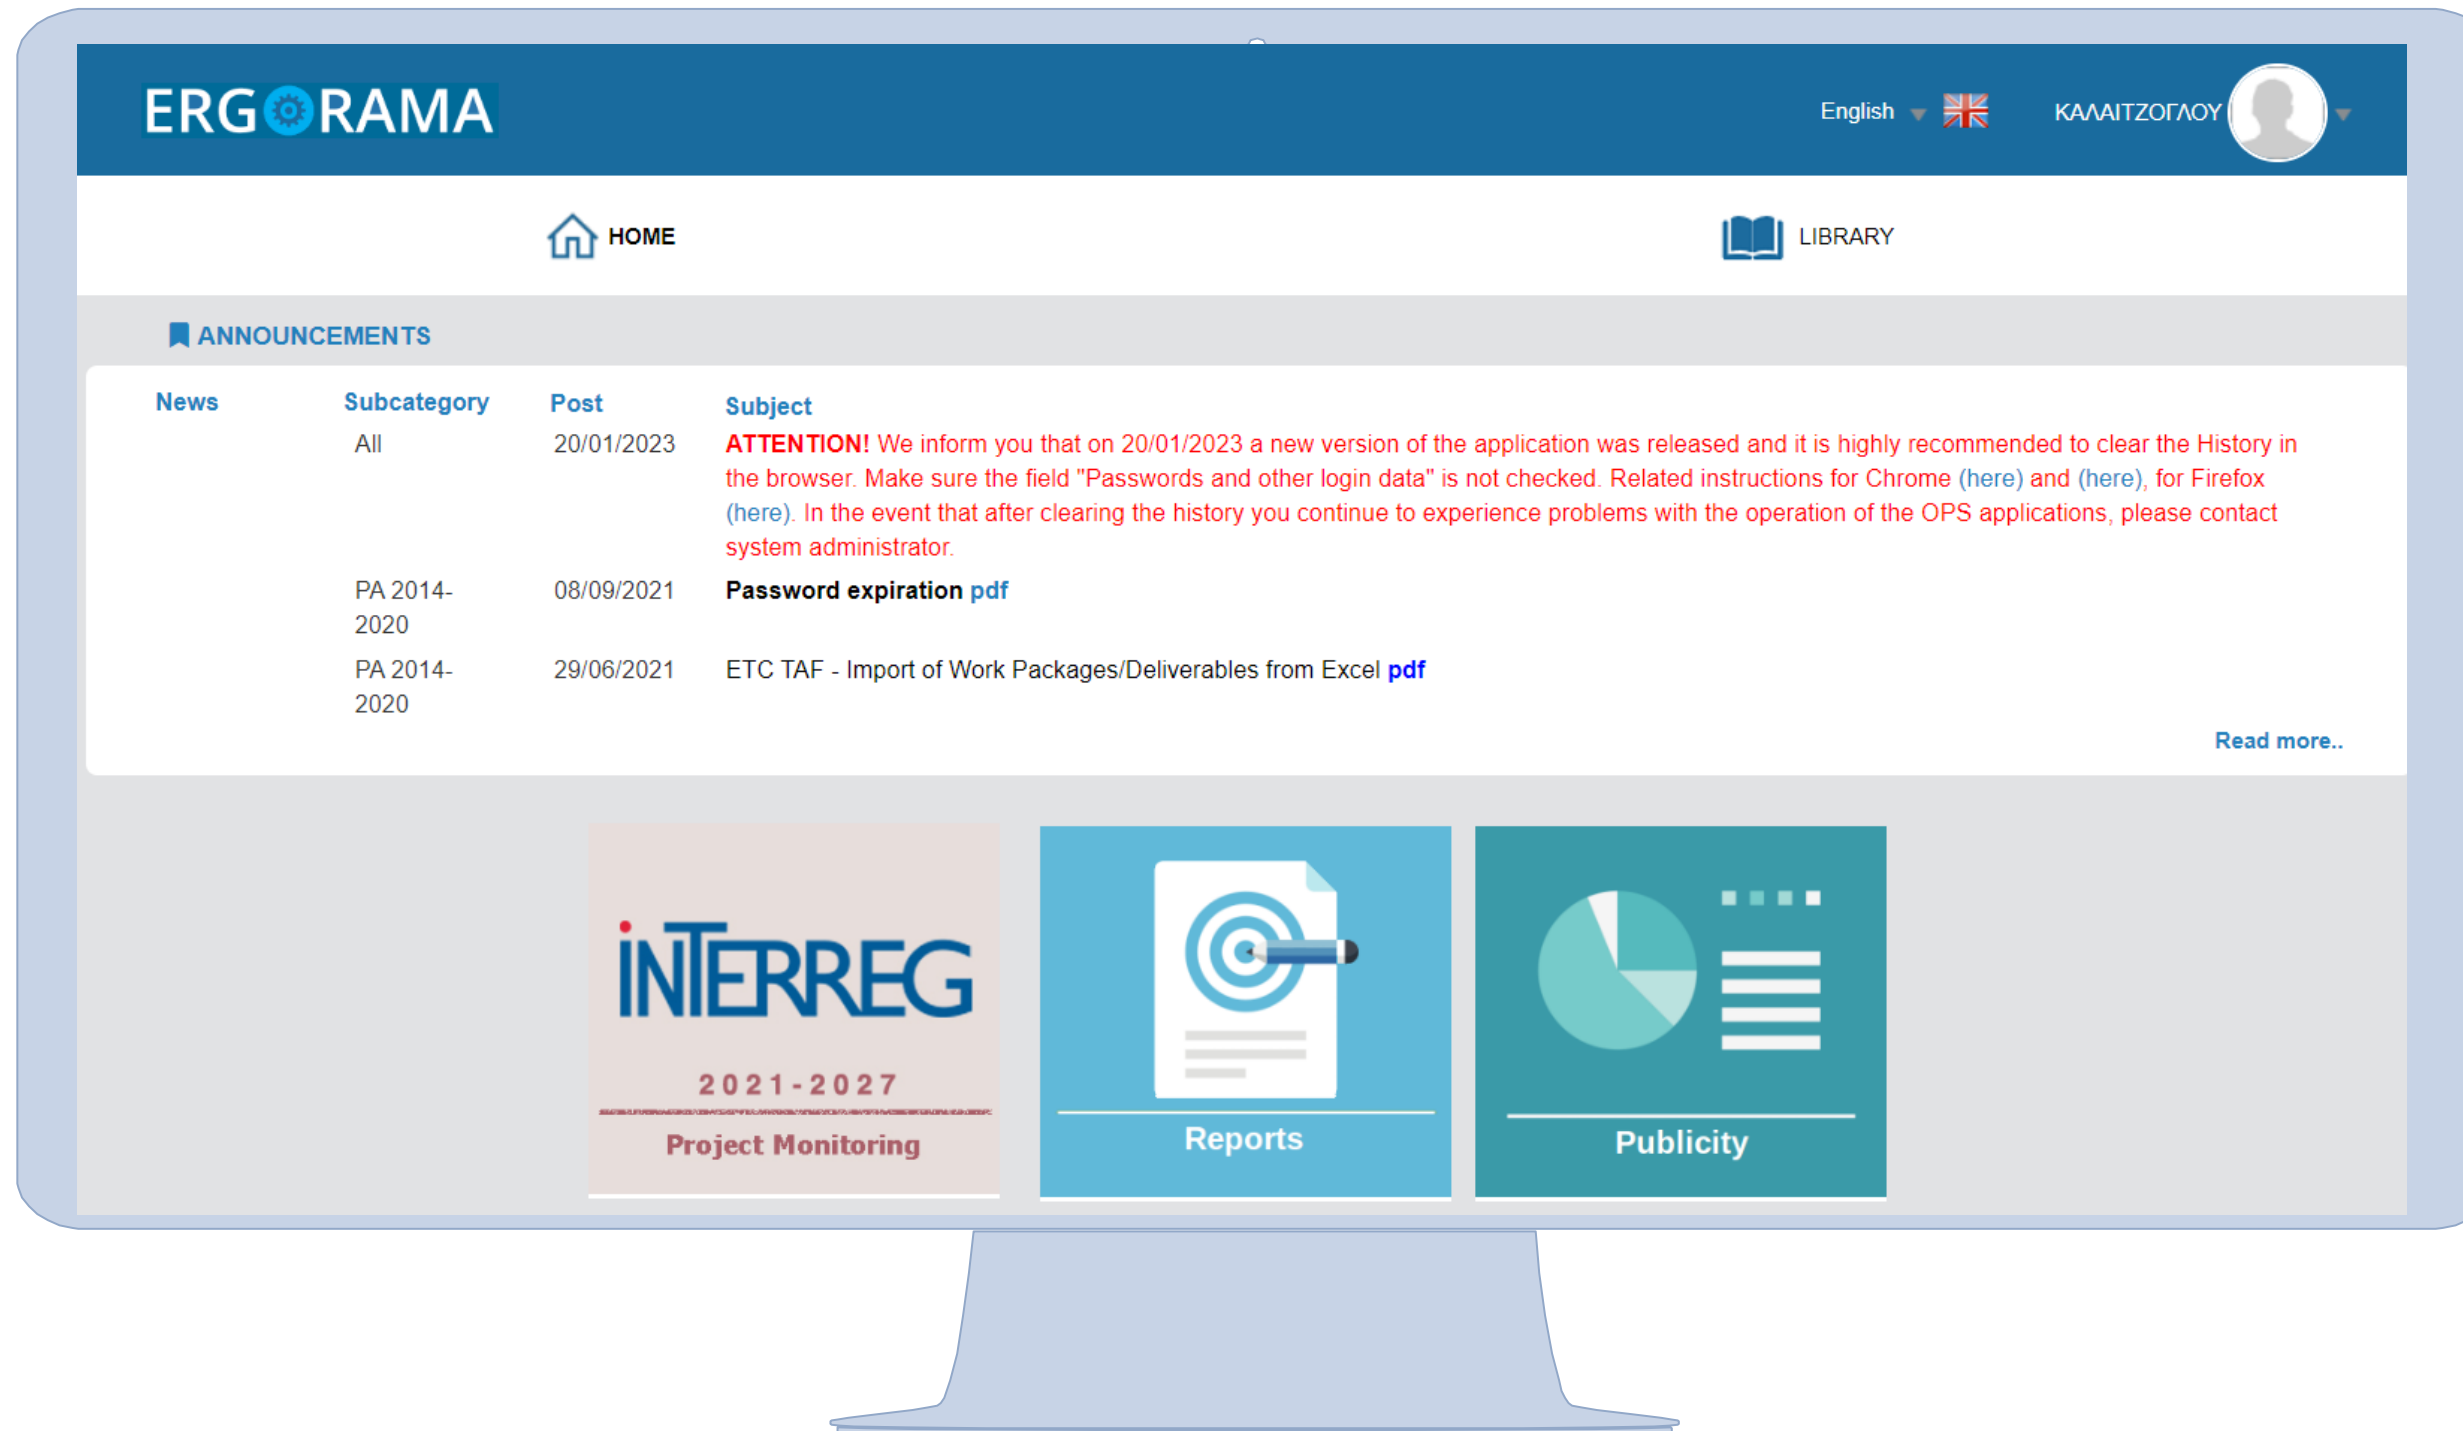 ERGORAMA
English
ΚΑΛΑΙΤΖΟΓΛΟΥ
HOME
LIBRARY
ANNOUNCEMENTS
News Subcategory Post Subject
All 20/01/2023 ATTENTION! We inform you that on 20/01/2023 a new version of the application was released and it is highly recommended to clear the History in
the browser. Make sure the field "Passwords and other login data" is not checked. Related instructions for Chrome (here) and (here), for Firefox
(here). In the event that after clearing the history you continue to experience problems with the operation of the OPS applications, please contact
system administrator.
PA 2014- 08/09/2021 Password expiration pdf
2020
PA 2014- 29/06/2021 ETC TAF - Import of Work Packages/Deliverables from Excel pdf
2020
Read more..
iNTERREG
2021-2027
Project Monitoring
Reports
Publicity